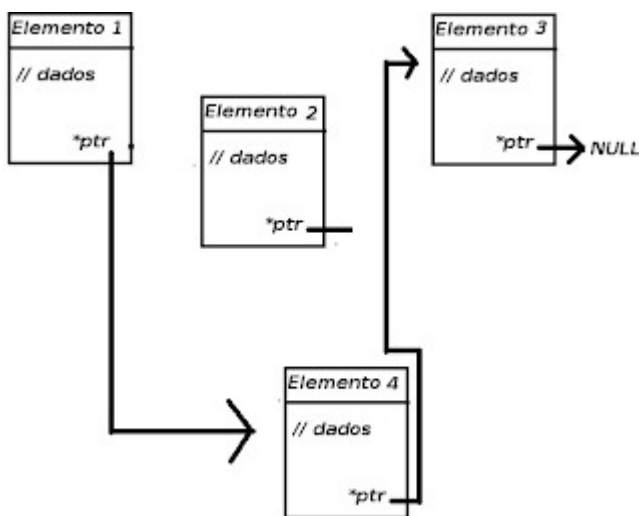 Elemento 1
// dados
*ptr
Elemento 2
// dados
*ptr
Elemento 3
// dados
*ptr
NULL
Elemento 4
// dados
*ptr